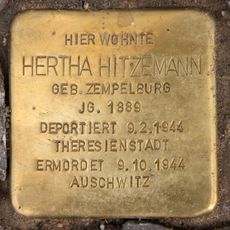 HIER WOHNTE
HERTHA HITZEMANN
GEB. ZEMPELBURG
JG. 1889
DEPORTIERT 9.2.1944
THERESIENSTADT
ERMORDET 9.10.1944
AUSCHWITZ